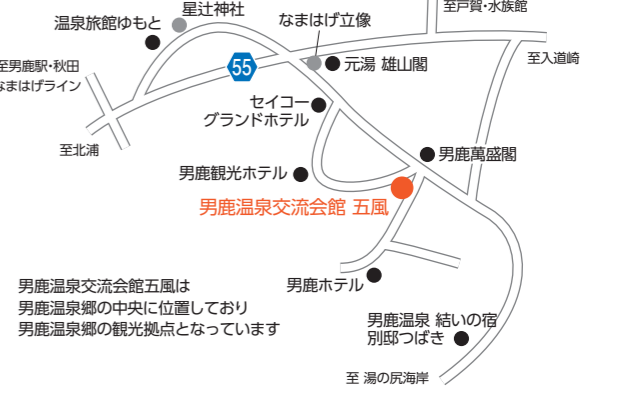 星辻神社
至戸賀・水族館
温泉旅館ゆもと
なまはげ立像
至入道崎
至男鹿駅・秋田
なまはげライン
55
元湯 雄山閣
セイコー
グランドホテル
至北浦
男鹿萬盛閣
男鹿観光ホテル
男鹿温泉交流会館 五風
男鹿ホテル
男鹿温泉交流会館五風は
男鹿温泉郷の中央に位置しており
男鹿温泉郷の観光拠点となっています
男鹿温泉 結いの宿
別邸つばき
至 湯の尻海岸